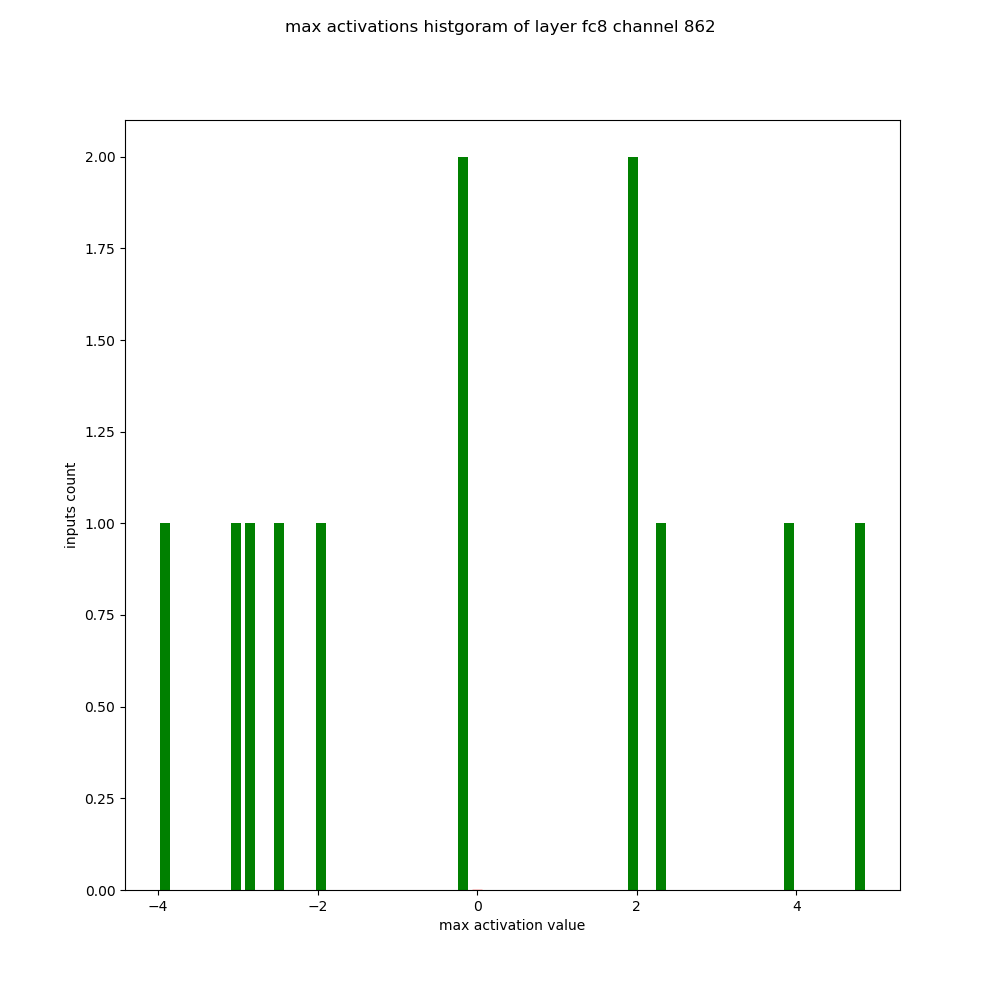 max activations histgoram of layer fc8 channel 862
2.00
1.75
1.50
1.25
1.00
0.75
0.50
0.25
0.00
inputs count
−4 −2 0 2 4
max activation value